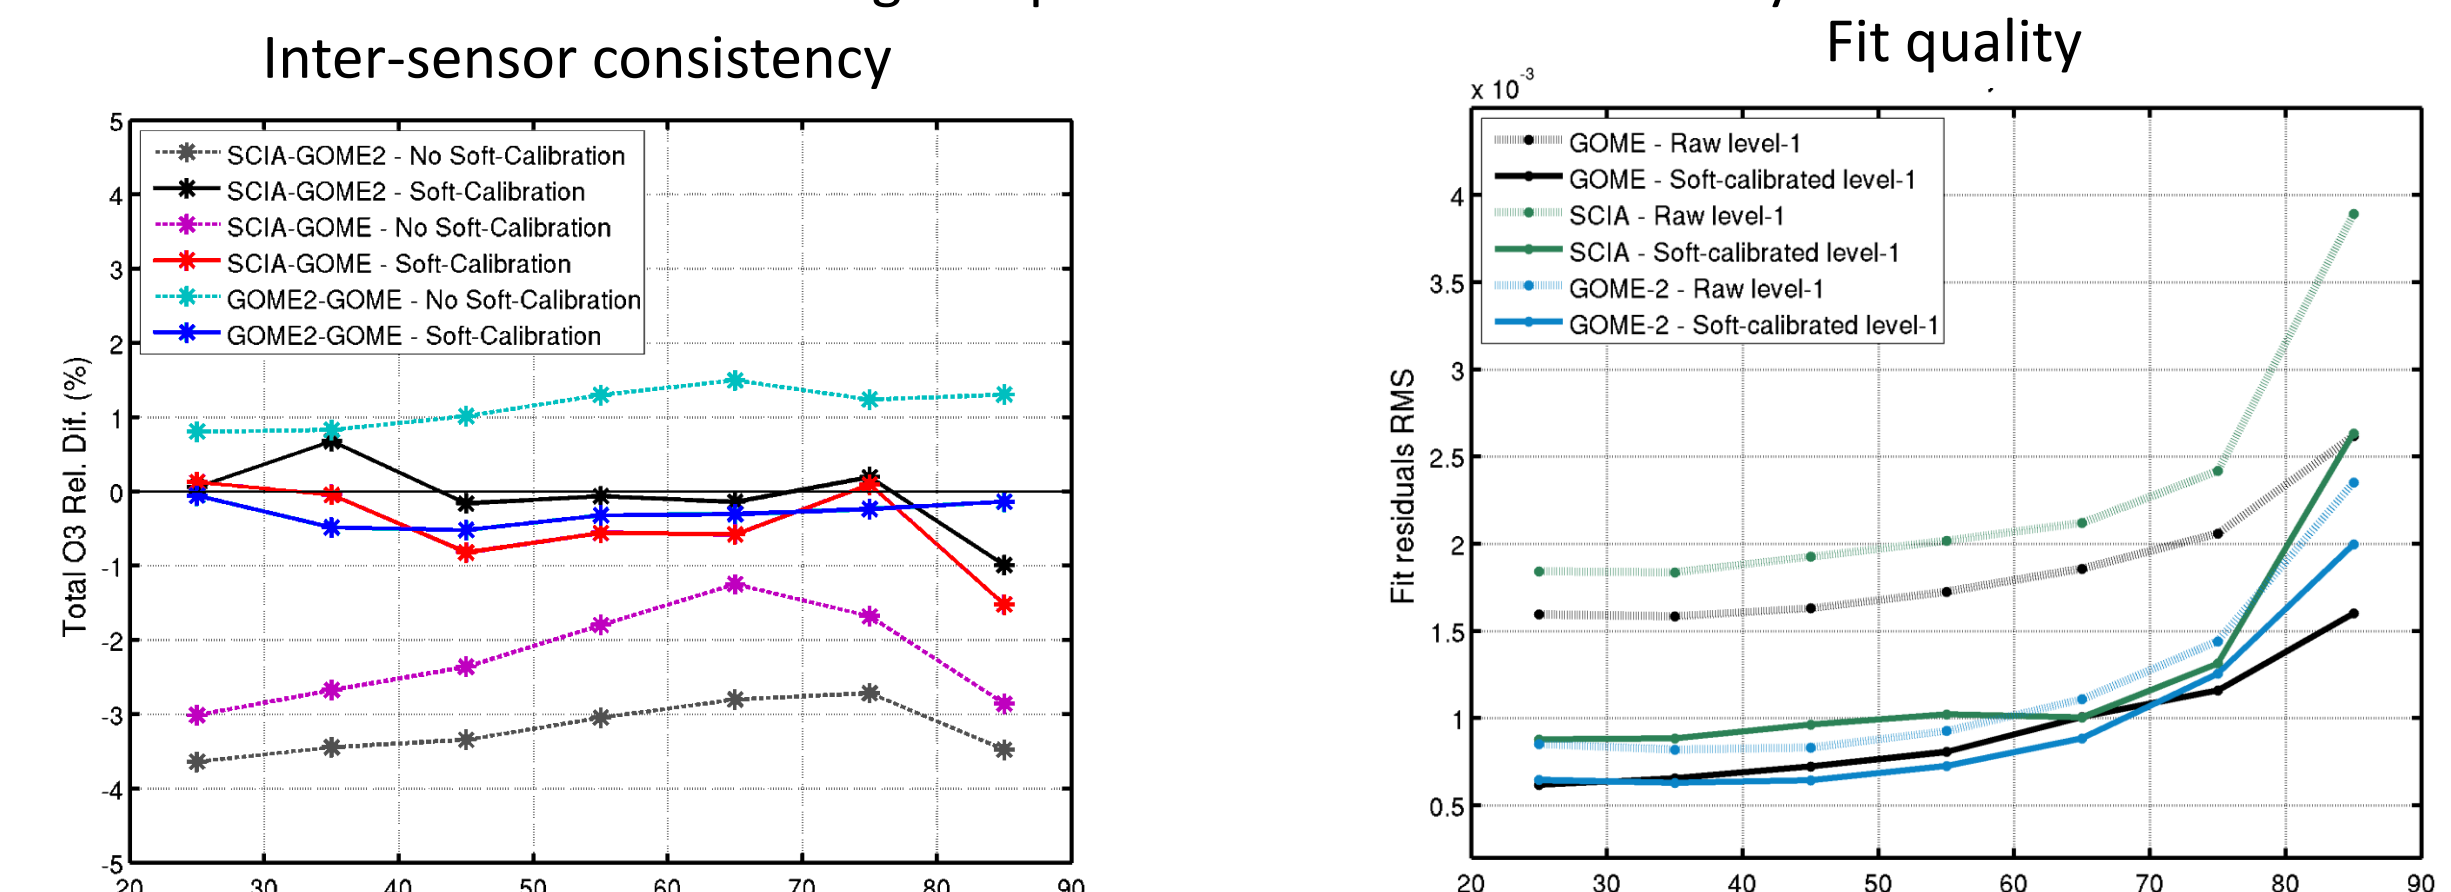 Inter-sensor consistency
5
4
3
2
1
0
-1
-2
-3
-4
-5
20 30 40 50 60 70 80 90
Total O3 Rel. Dif. (%)
SCIA-GOME2 - No Soft-Calibration
SCIA-GOME2 - Soft-Calibration
SCIA-GOME - No Soft-Calibration
SCIA-GOME - Soft-Calibration
GOME2-GOME - No Soft-Calibration
GOME2-GOME - Soft-Calibration
Fit quality
x 10^-3
4
3.5
3
2.5
2
1.5
1
0.5
20 30 40 50 60 70 80 90
Fit residuals RMS
GOME - Raw level-1
GOME - Soft-calibrated level-1
SCIA - Raw level-1
SCIA - Soft-calibrated level-1
GOME-2 - Raw level-1
GOME-2 - Soft-calibrated level-1